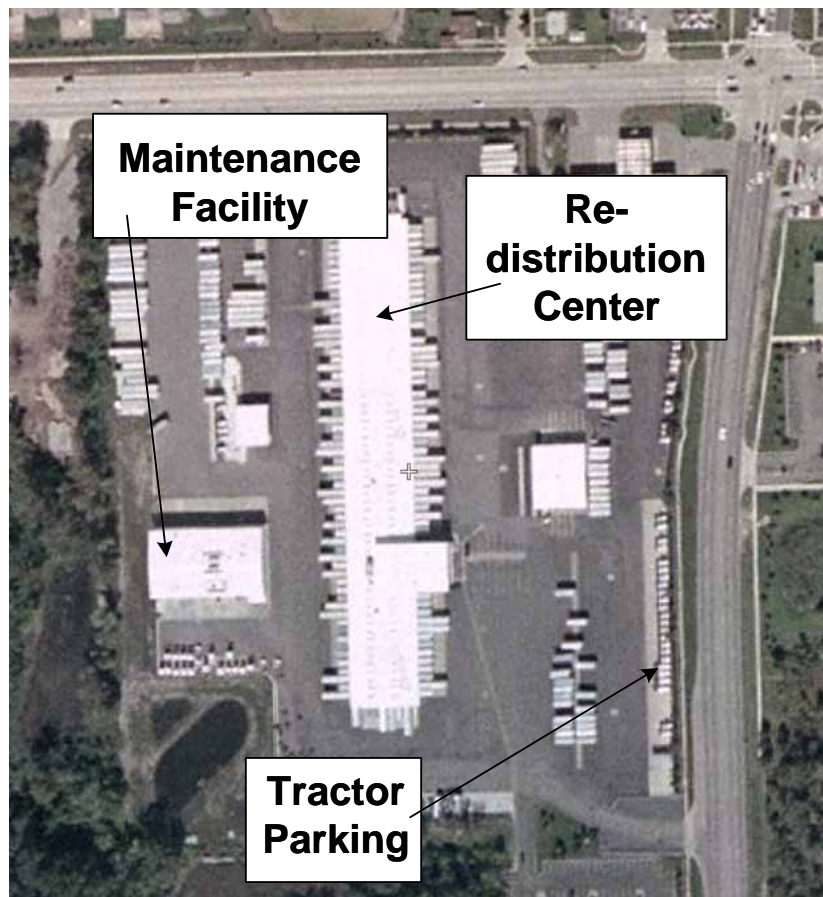 Maintenance
Facility
Re-
distribution
Center
Tractor
Parking